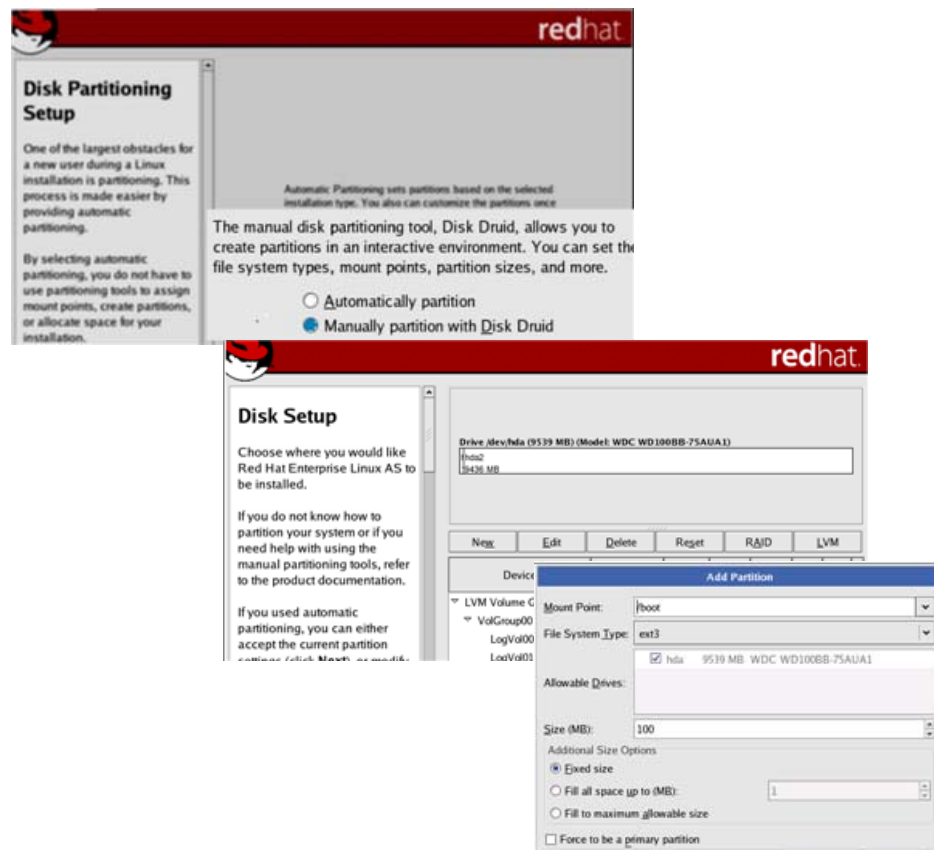 redhat.
Disk Partitioning
Setup
One of the largest obstacles for
a new user during a Linux
installation is partitioning. This
process is made easier by
providing automatic
partitioning.
By selecting automatic
partitioning, you do not have to
use partitioning tools to assign
mount points, create partitions,
or allocate space for your
installation.
Automatic Partitioning sets partitions based on the selected
installation type. You also can customize the partitions once
The manual disk partitioning tool, Disk Druid, allows you to
create partitions in an interactive environment. You can set the
file system types, mount points, partition sizes, and more.
Automatically partition
Manually partition with Disk Druid
redhat.
Disk Setup
Choose where you would like
Red Hat Enterprise Linux AS to
be installed.
If you do not know how to
partition your system or if you
need help with using the
manual partitioning tools, refer
to the product documentation.
If you used automatic
partitioning, you can either
accept the current partition
settings (click Next), or modify
Drive /dev/hda (9539 MB) (Model: WDC WD100BB-75AUA1)
hda2
9436 MB
New Edit Delete Reset RAID LVM
Device
LVM Volume G
VolGroup00
LogVol00
LogVol01
Add Partition
Mount Point: /boot
File System Type: ext3
Allowable Drives:
hda 9539 MB WDC WD100BB-75AUA1
Size (MB): 100
Additional Size Options
Fixed size
Fill all space up to (MB): 1
Fill to maximum allowable size
Force to be a primary partition